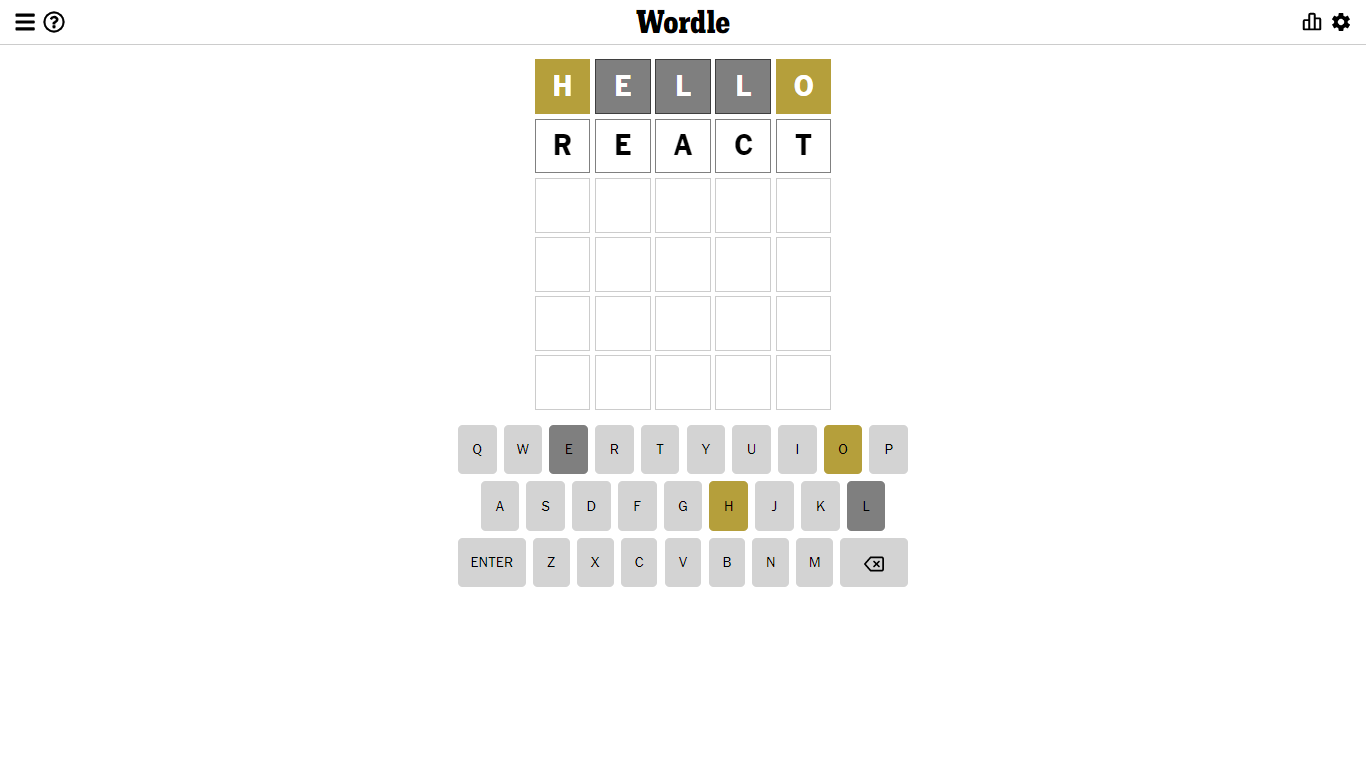 Wordle
H E L L O
R E A C T
Q W E R T Y U I O P
A S D F G H J K L
ENTER Z X C V B N M